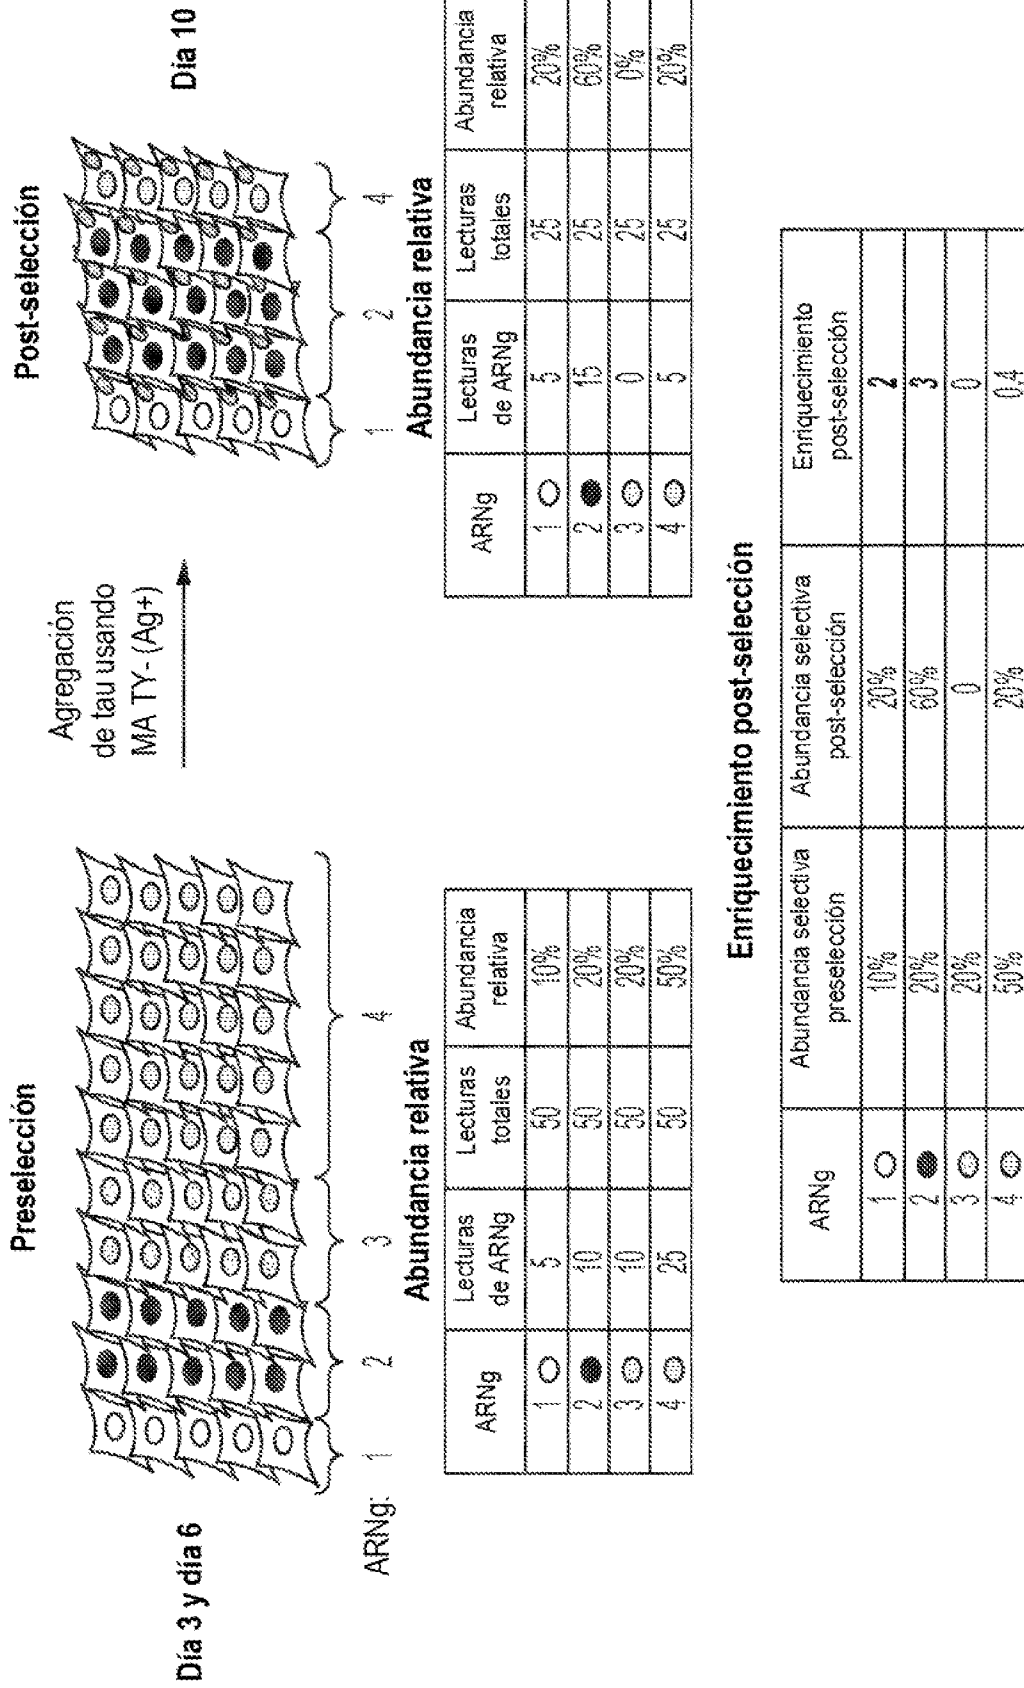 Preselección
Post-selección
Día 3 y día 6
Agregación
de tau usando
MA TY- (Ag+)
Día 10
ARNg: 1 2 3 4
1 2 4
Abundancia relativa
ARNg Lecturas de ARNg Lecturas totales Abundancia relativa
1 5 50 10%
2 10 50 20%
3 10 50 20%
4 25 50 50%
Abundancia relativa
ARNg Lecturas de ARNg Lecturas totales Abundancia relativa
1 5 25 20%
2 15 25 60%
3 0 25 0%
4 5 25 20%
Enriquecimiento post-selección
ARNg Abundancia selectiva preselección Abundancia selectiva post-selección Enriquecimiento post-selección
1 10% 20% 2
2 20% 60% 3
3 20% 0 0
4 50% 20% 0,4